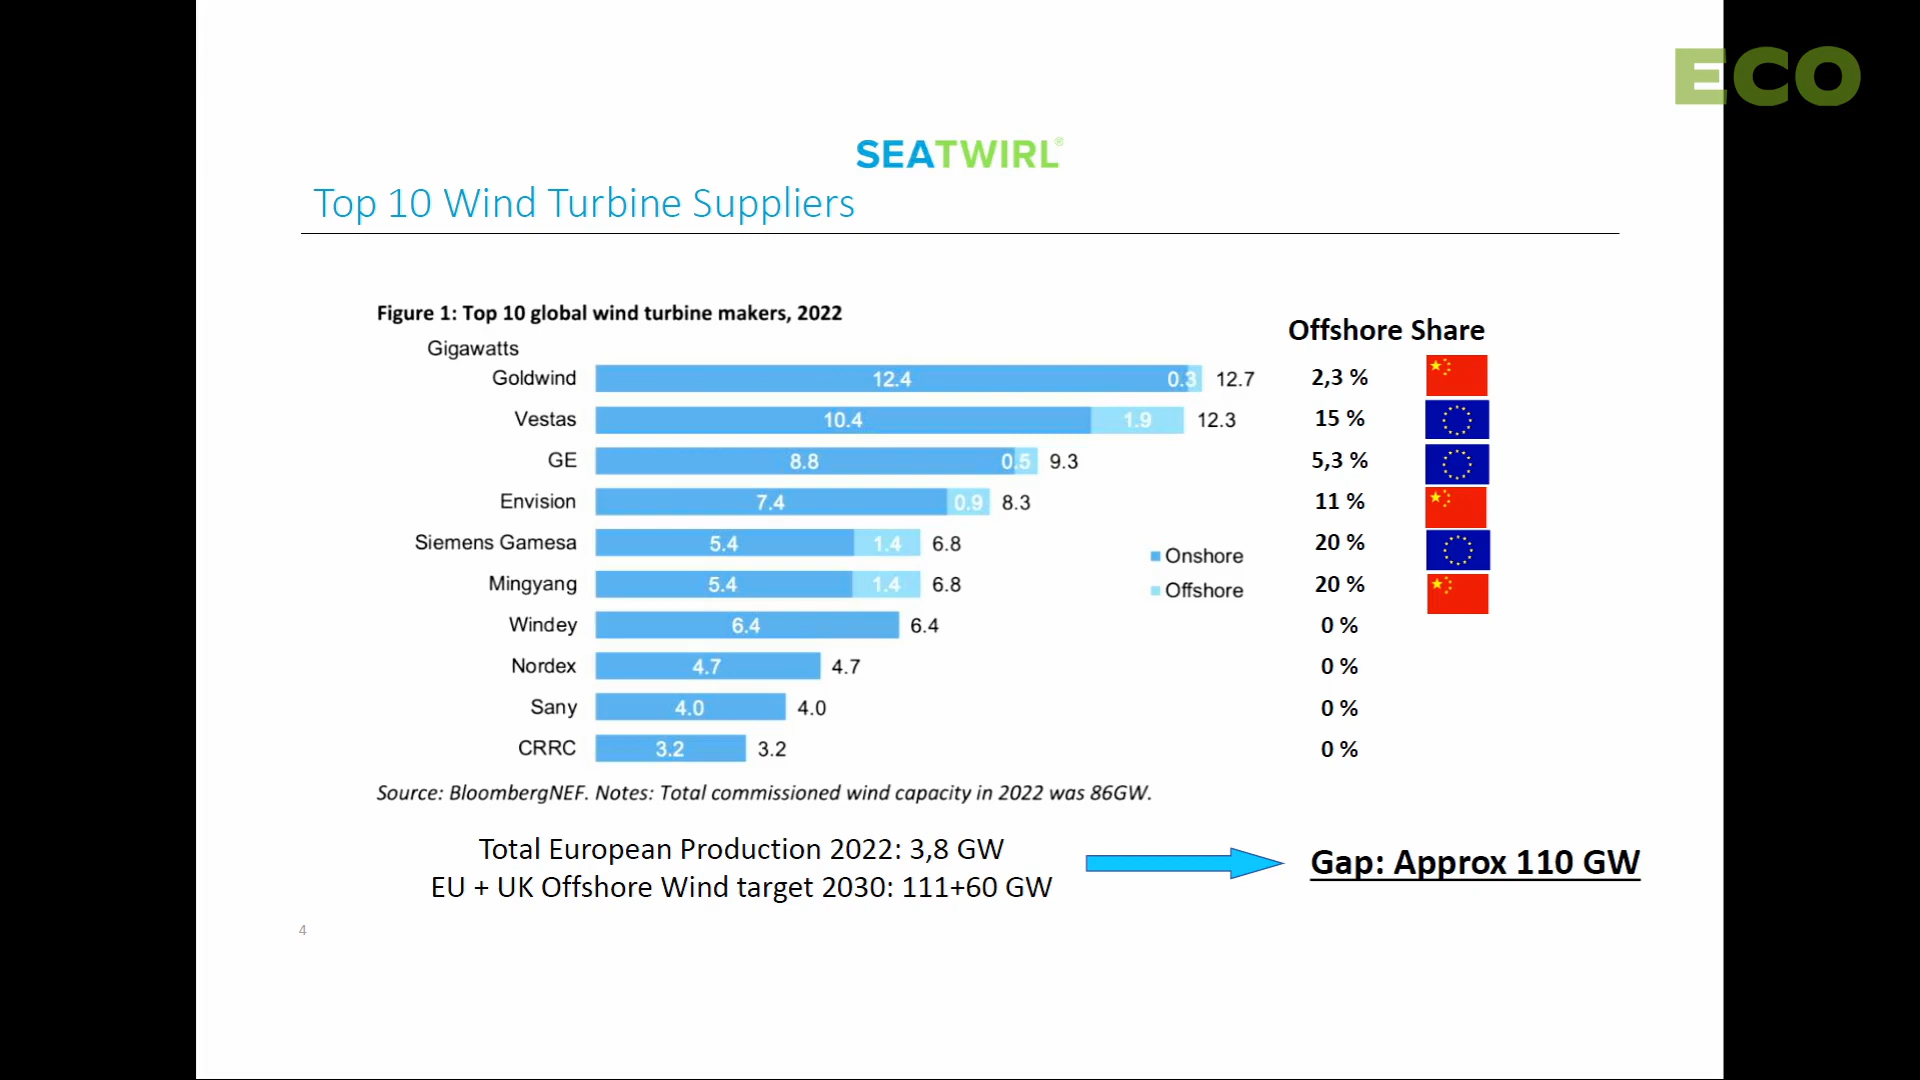 ECO
SEATWIRL®
Top 10 Wind Turbine Suppliers
Figure 1: Top 10 global wind turbine makers, 2022
Offshore Share
Gigawatts
Goldwind 12.4 0.3 12.7 2,3 %
Vestas 10.4 1.9 12.3 15 %
GE 8.8 0.5 9.3 5,3 %
Envision 7.4 0.9 8.3 11 %
Siemens Gamesa 5.4 1.4 6.8 20 %
Onshore
Mingyang 5.4 1.4 6.8 20 %
Offshore
Windey 6.4 6.4 0 %
Nordex 4.7 4.7 0 %
Sany 4.0 4.0 0 %
CRRC 3.2 3.2 0 %
Source: BloombergNEF. Notes: Total commissioned wind capacity in 2022 was 86GW.
Total European Production 2022: 3,8 GW
EU + UK Offshore Wind target 2030: 111+60 GW
Gap: Approx 110 GW
4